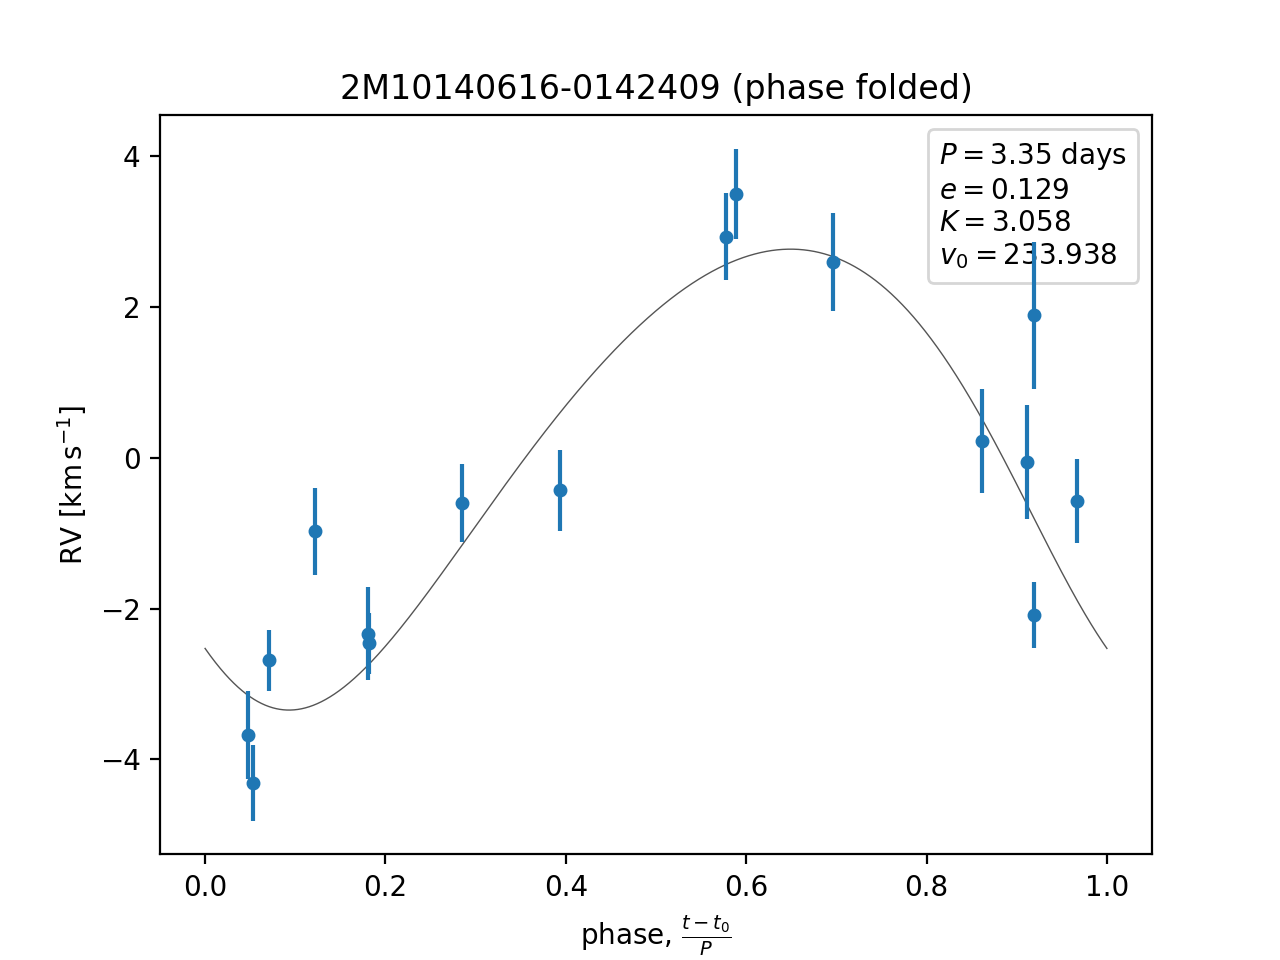 2M10140616-0142409 (phase folded)
P = 3.35 days
e = 0.129
K = 3.058
v₀ = 233.938
4
2
0
−2
−4
RV [km s⁻¹]
0.0 0.2 0.4 0.6 0.8 1.0
phase, (t − t₀)/P